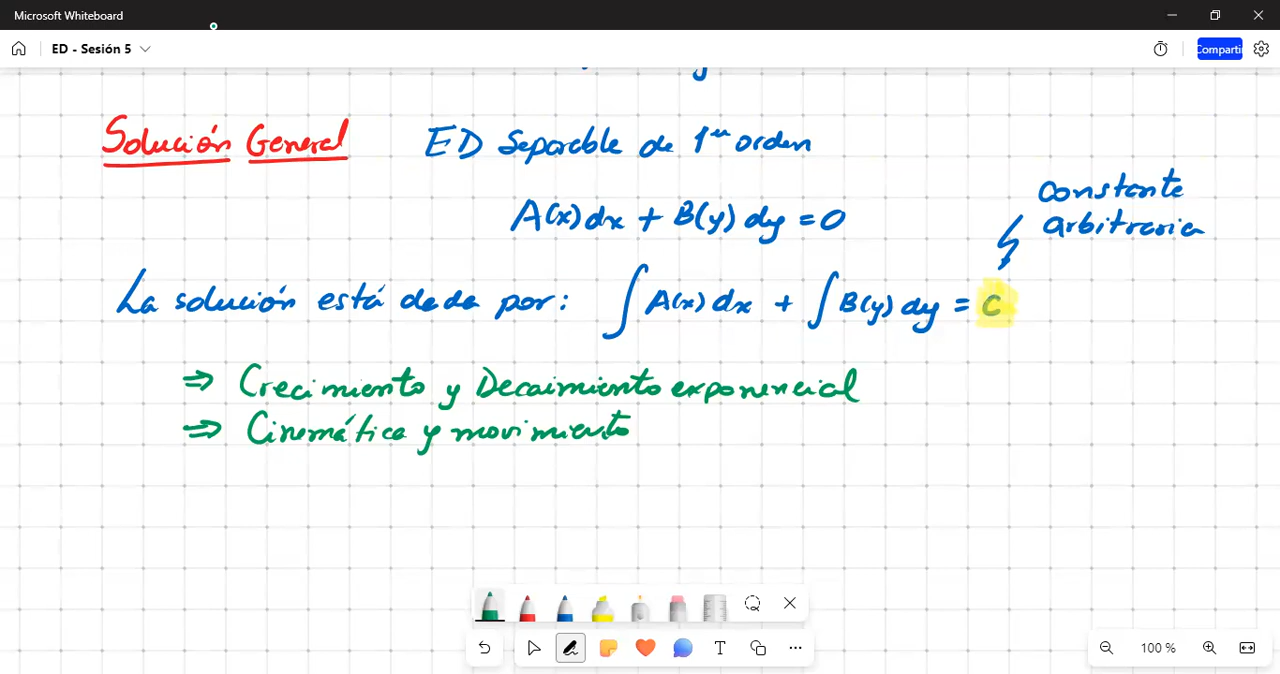 Microsoft Whiteboard
ED - Sesión 5
Comparti
Solución General
ED Separable de 1er orden
A(x)dx + B(y)dy = 0
constante
arbitraria
La solución está dada por: ∫A(x)dx + ∫B(y)dy = C
⇒ Crecimiento y Decaimiento exponencial
⇒ Cinemática y movimiento
100 %